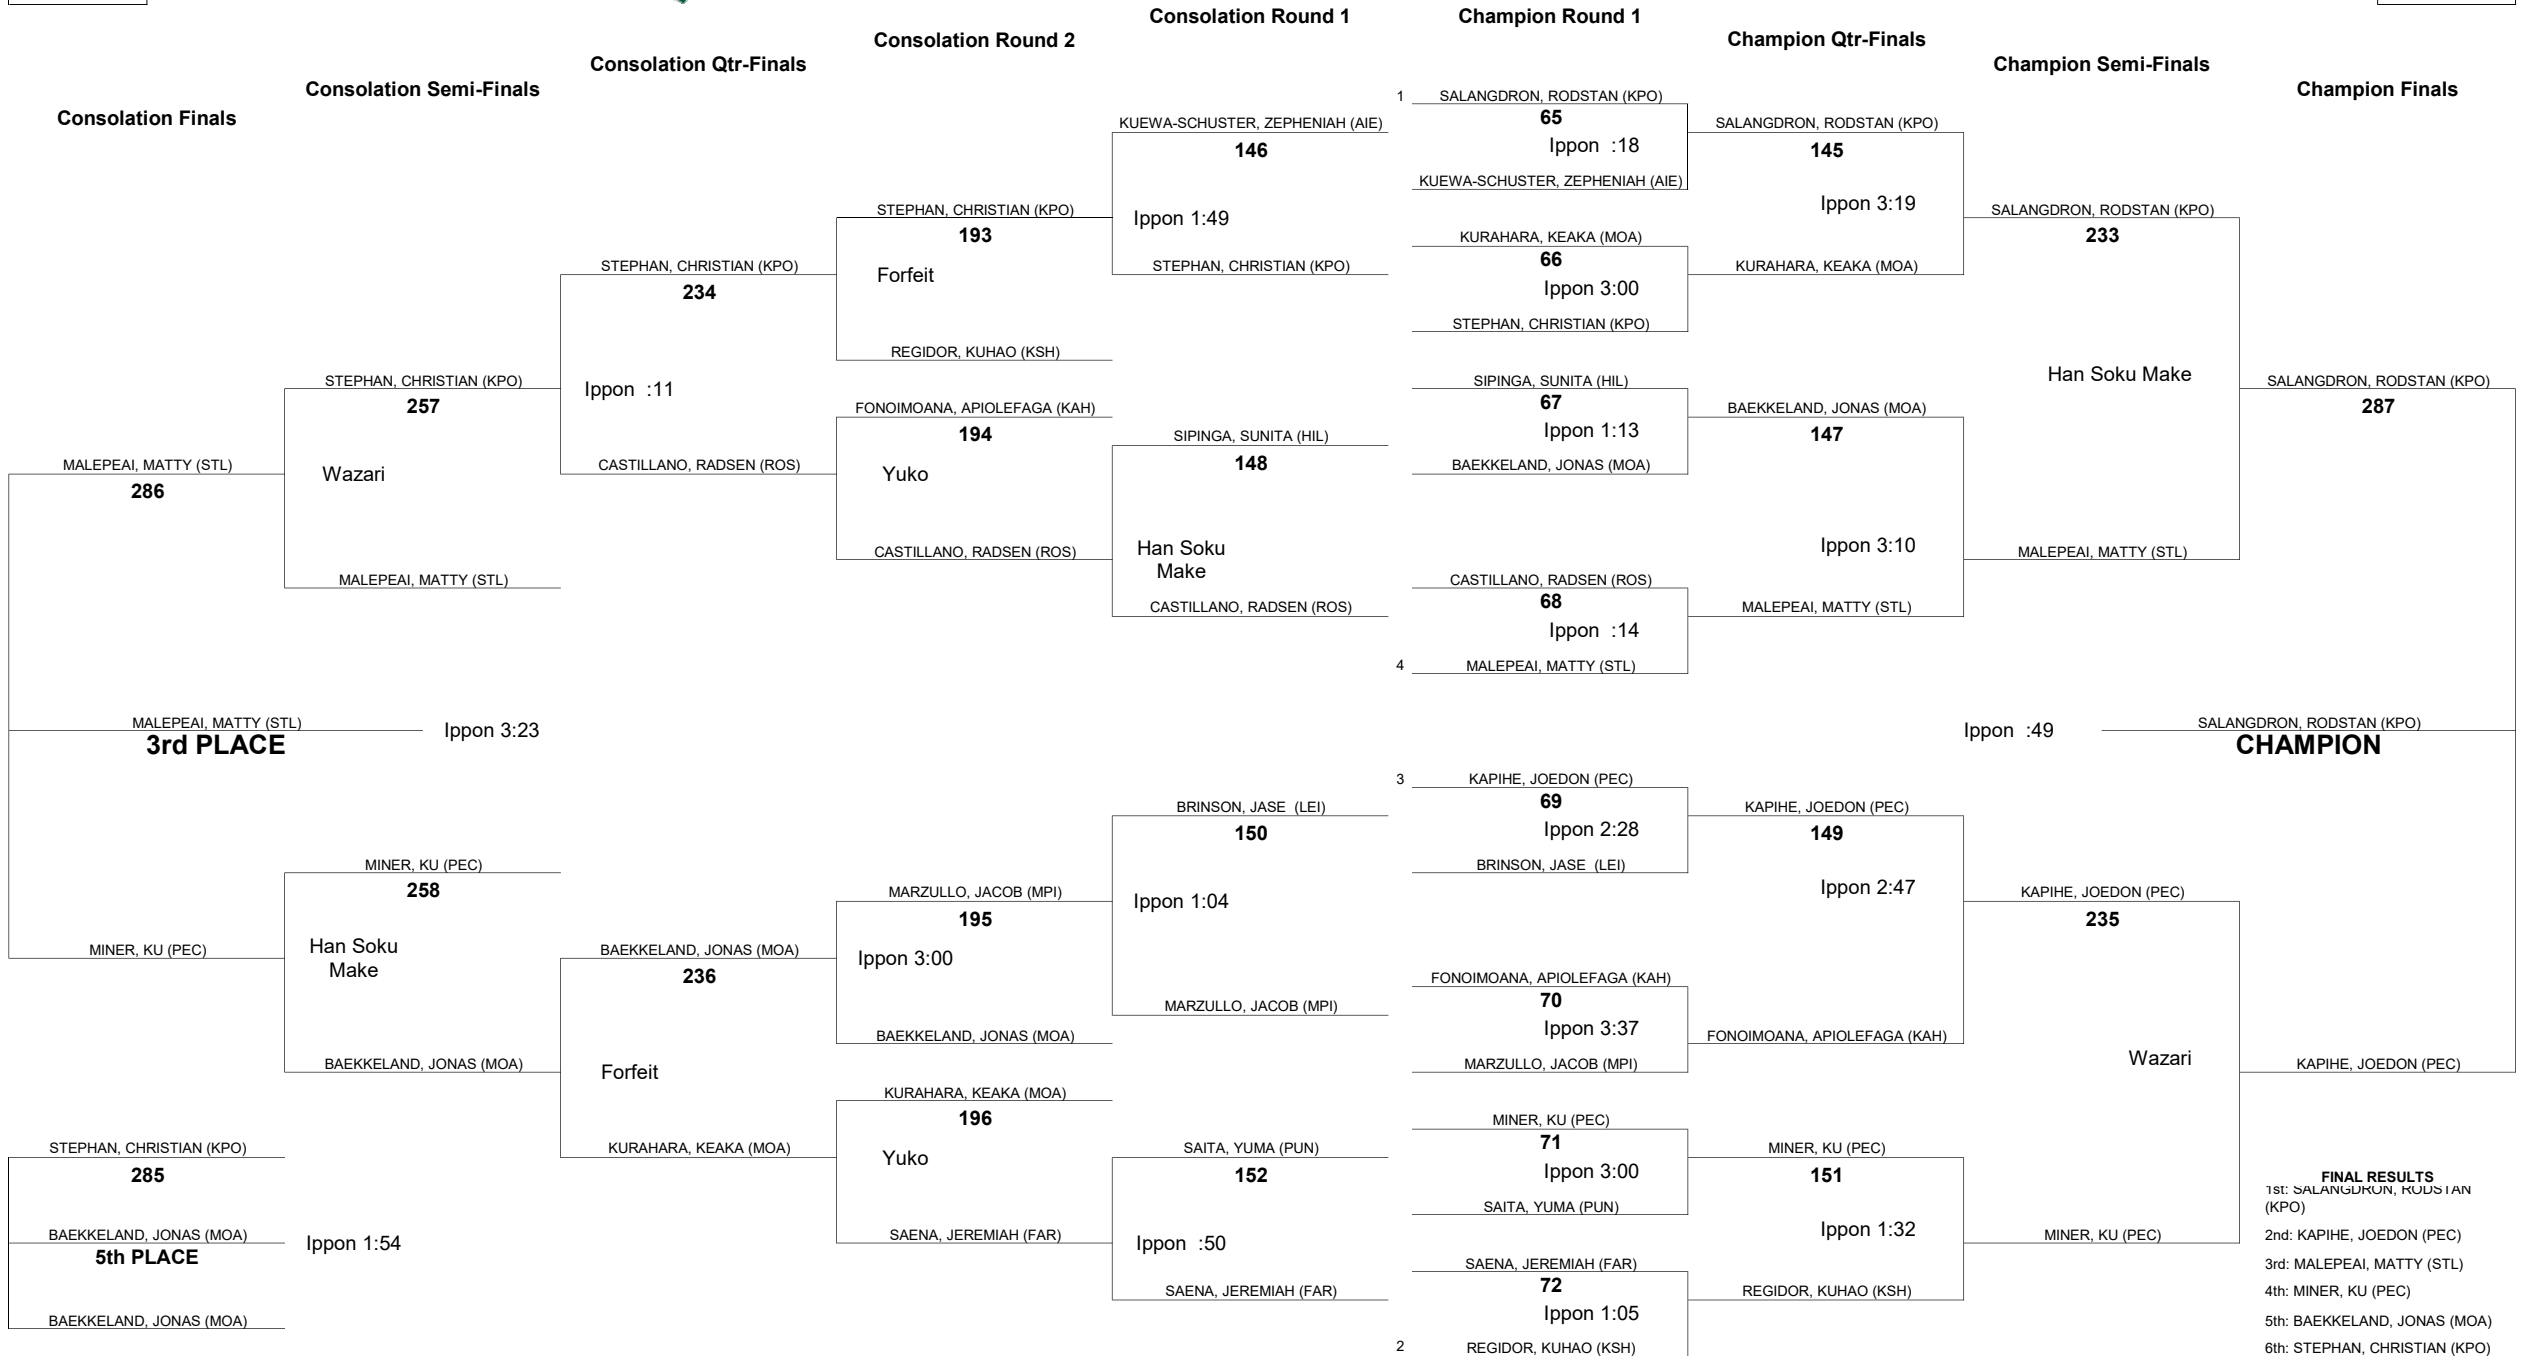 Consolation Round 1
Champion Round 1
Consolation Round 2
Champion Qtr-Finals
Consolation Qtr-Finals
Champion Semi-Finals
Consolation Semi-Finals
Champion Finals
Consolation Finals
MALEPEAI, MATTY (STL)
286
MALEPEAI, MATTY (STL)
3rd PLACE
Ippon 3:23
MINER, KU (PEC)
STEPHAN, CHRISTIAN (KPO)
285
BAEKKELAND, JONAS (MOA)
5th PLACE
Ippon 1:54
BAEKKELAND, JONAS (MOA)
STEPHAN, CHRISTIAN (KPO)
257
Wazari
MALEPEAI, MATTY (STL)
MINER, KU (PEC)
258
Han Soku
Make
BAEKKELAND, JONAS (MOA)
STEPHAN, CHRISTIAN (KPO)
234
Ippon :11
CASTILLANO, RADSEN (ROS)
BAEKKELAND, JONAS (MOA)
236
Forfeit
KURAHARA, KEAKA (MOA)
STEPHAN, CHRISTIAN (KPO)
193
Forfeit
REGIDOR, KUHAO (KSH)
FONOIMOANA, APIOLEFAGA (KAH)
194
Yuko
CASTILLANO, RADSEN (ROS)
MARZULLO, JACOB (MPI)
195
Ippon 3:00
BAEKKELAND, JONAS (MOA)
KURAHARA, KEAKA (MOA)
196
Yuko
SAENA, JEREMIAH (FAR)
KUEWA-SCHUSTER, ZEPHENIAH (AIE)
146
Ippon 1:49
STEPHAN, CHRISTIAN (KPO)
SIPINGA, SUNITA (HIL)
148
Han Soku
Make
CASTILLANO, RADSEN (ROS)
BRINSON, JASE (LEI)
150
Ippon 1:04
MARZULLO, JACOB (MPI)
SAITA, YUMA (PUN)
152
Ippon :50
SAENA, JEREMIAH (FAR)
1 SALANGDRON, RODSTAN (KPO)
65
Ippon :18
KUEWA-SCHUSTER, ZEPHENIAH (AIE)
KURAHARA, KEAKA (MOA)
66
Ippon 3:00
STEPHAN, CHRISTIAN (KPO)
SIPINGA, SUNITA (HIL)
67
Ippon 1:13
BAEKKELAND, JONAS (MOA)
CASTILLANO, RADSEN (ROS)
68
Ippon :14
4 MALEPEAI, MATTY (STL)
3 KAPIHE, JOEDON (PEC)
69
Ippon 2:28
BRINSON, JASE (LEI)
FONOIMOANA, APIOLEFAGA (KAH)
70
Ippon 3:37
MARZULLO, JACOB (MPI)
MINER, KU (PEC)
71
Ippon 3:00
SAITA, YUMA (PUN)
SAENA, JEREMIAH (FAR)
72
Ippon 1:05
2 REGIDOR, KUHAO (KSH)
SALANGDRON, RODSTAN (KPO)
145
Ippon 3:19
KURAHARA, KEAKA (MOA)
BAEKKELAND, JONAS (MOA)
147
Ippon 3:10
MALEPEAI, MATTY (STL)
KAPIHE, JOEDON (PEC)
149
Ippon 2:47
FONOIMOANA, APIOLEFAGA (KAH)
MINER, KU (PEC)
151
Ippon 1:32
REGIDOR, KUHAO (KSH)
SALANGDRON, RODSTAN (KPO)
233
Han Soku Make
MALEPEAI, MATTY (STL)
KAPIHE, JOEDON (PEC)
235
Wazari
MINER, KU (PEC)
SALANGDRON, RODSTAN (KPO)
287
Ippon :49
SALANGDRON, RODSTAN (KPO)
CHAMPION
KAPIHE, JOEDON (PEC)
FINAL RESULTS
1st: SALANGDRON, RODSTAN
(KPO)
2nd: KAPIHE, JOEDON (PEC)
3rd: MALEPEAI, MATTY (STL)
4th: MINER, KU (PEC)
5th: BAEKKELAND, JONAS (MOA)
6th: STEPHAN, CHRISTIAN (KPO)